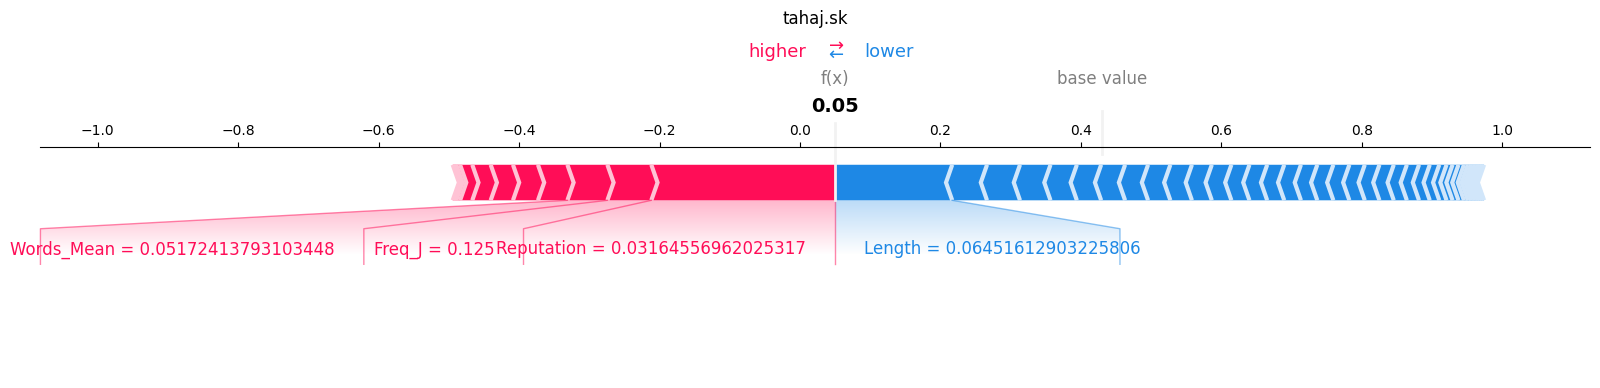 tahaj.sk
higher → ← lower
f(x) base value
0.05
−1.0 −0.8 −0.6 −0.4 −0.2 0.0 0.2 0.4 0.6 0.8 1.0
Words_Mean = 0.05172413793103448 Freq_J = 0.125 Reputation = 0.03164556962025317 Length = 0.06451612903225806